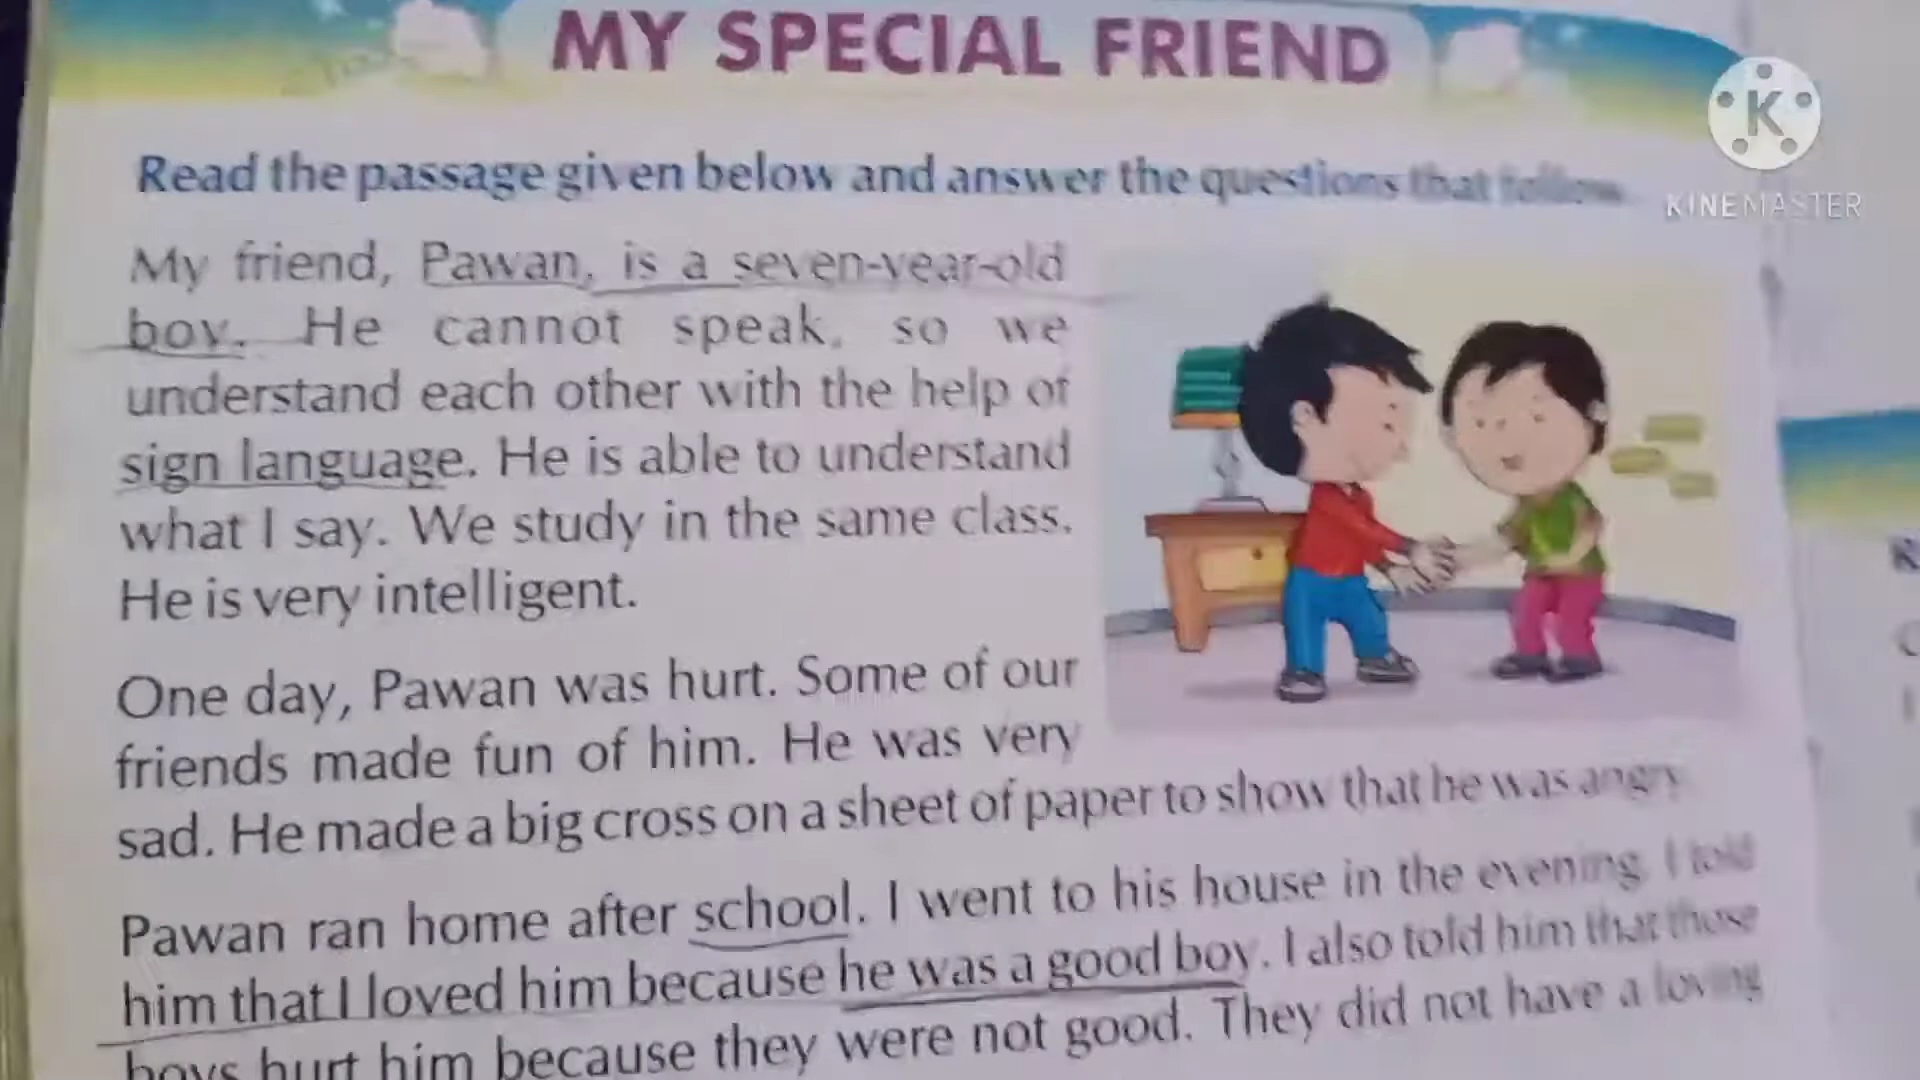 MY SPECIAL FRIEND
K
KINEMASTER
Read the passage given below and answer the questions that follow.
My friend, Pawan, is a seven-year-old
boy. He cannot speak, so we
understand each other with the help of
sign language. He is able to understand
what I say. We study in the same class.
He is very intelligent.
One day, Pawan was hurt. Some of our
friends made fun of him. He was very
sad. He made a big cross on a sheet of paper to show that he was angry.
Pawan ran home after school. I went to his house in the evening. I told
him that I loved him because he was a good boy. I also told him that those
boys hurt him because they were not good. They did not have a loving